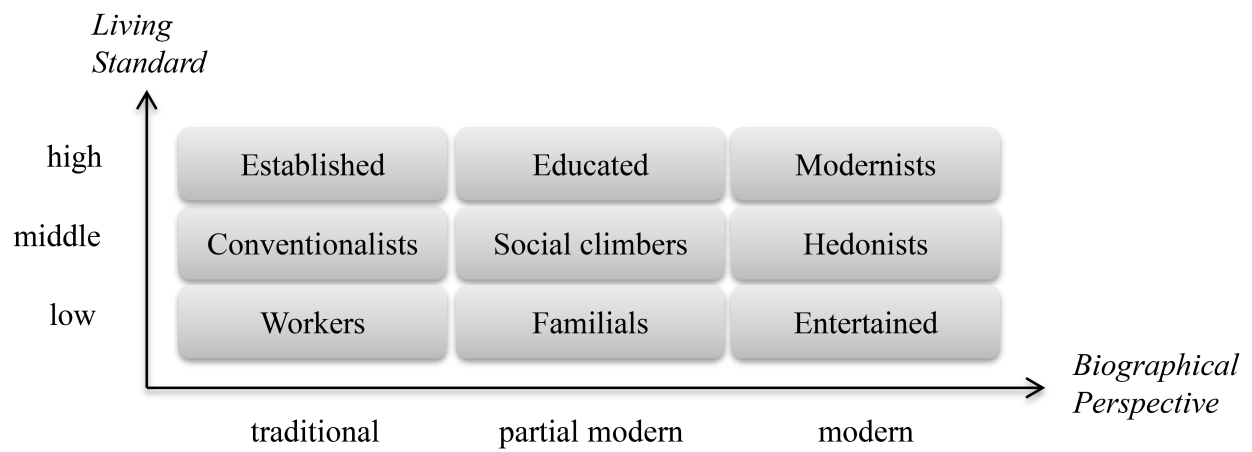 Living
Standard
high
Established
Educated
Modernists
middle
Conventionalists
Social climbers
Hedonists
low
Workers
Familials
Entertained
Biographical
Perspective
traditional
partial modern
modern